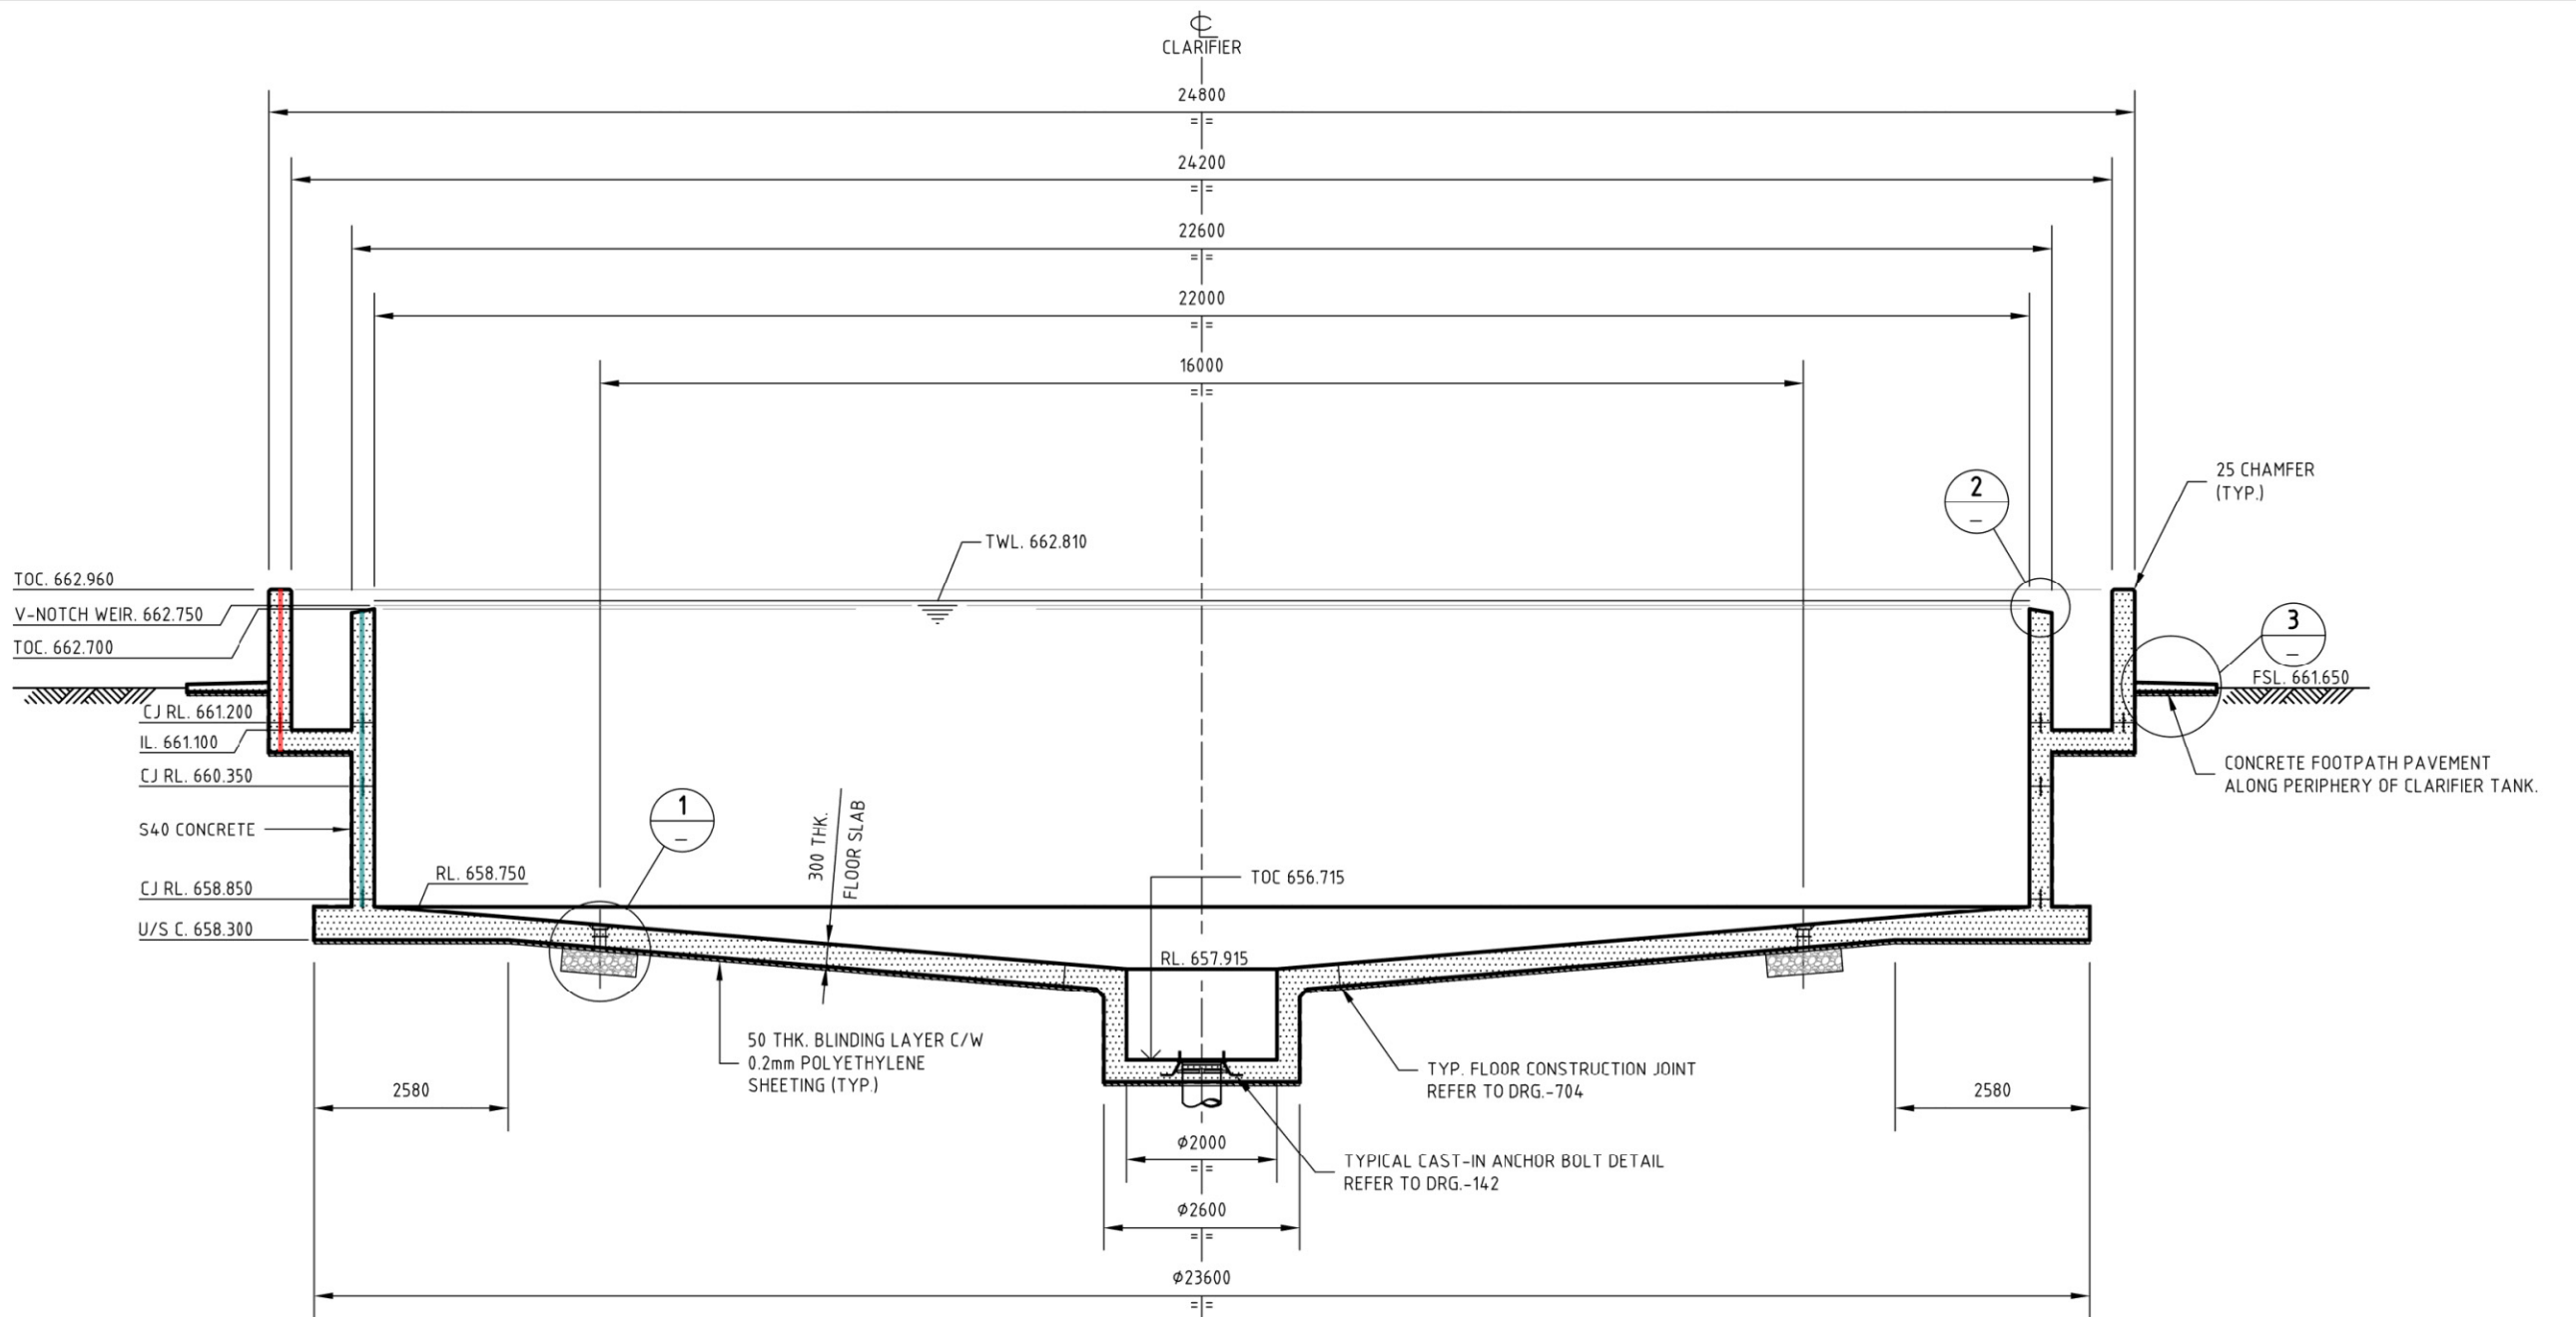 ℄
CLARIFIER
24800
=|=
24200
=|=
22600
=|=
22000
=|=
16000
=|=
25 CHAMFER
(TYP.)
2
–
TWL. 662.810
TOC. 662.960
V-NOTCH WEIR. 662.750
TOC. 662.700
3
–
FSL. 661.650
CJ RL. 661.200
IL. 661.100
CJ RL. 660.350
CONCRETE FOOTPATH PAVEMENT
ALONG PERIPHERY OF CLARIFIER TANK.
1
–
S40 CONCRETE
300 THK.
FLOOR SLAB
RL. 658.750
TOC 656.715
CJ RL. 658.850
U/S C. 658.300
RL. 657.915
50 THK. BLINDING LAYER C/W
0.2mm POLYETHYLENE
SHEETING (TYP.)
TYP. FLOOR CONSTRUCTION JOINT
REFER TO DRG.-704
2580
2580
ø2000
=|=
TYPICAL CAST-IN ANCHOR BOLT DETAIL
REFER TO DRG.-142
ø2600
=|=
ø23600
=|=